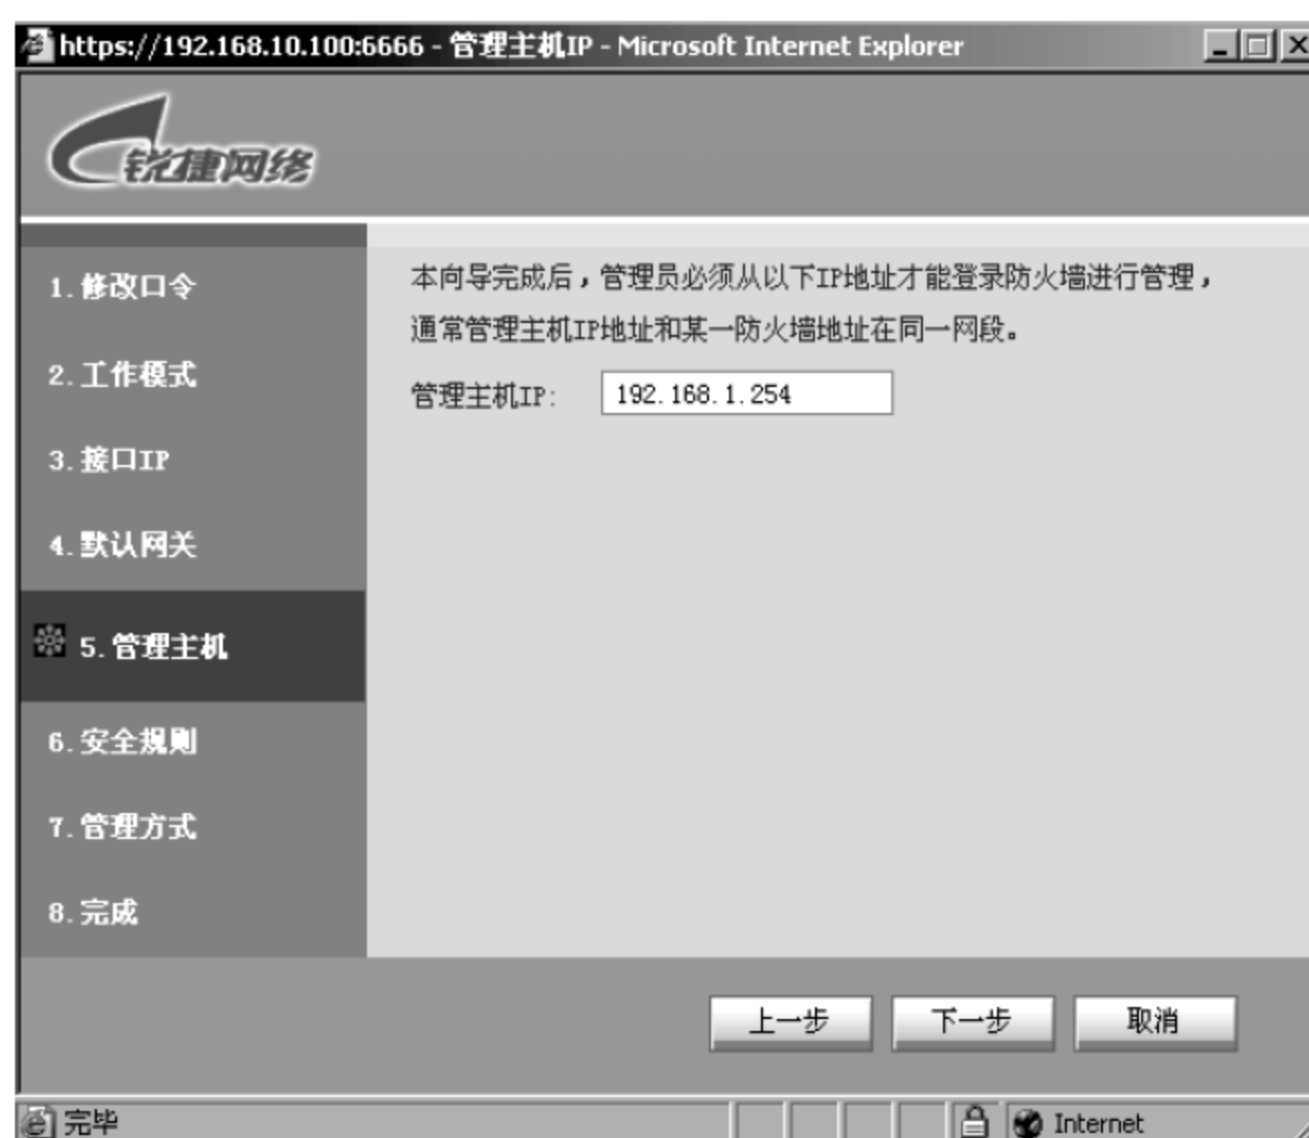 https://192.168.10.100:6666 - 管理主机IP - Microsoft Internet Explorer
锐捷网络
1.修改口令
2.工作模式
3.接口IP
4.默认网关
5.管理主机
6.安全规则
7.管理方式
8.完成
本向导完成后，管理员必须从以下IP地址才能登录防火墙进行管理，
通常管理主机IP地址和某一防火墙地址在同一网段。
管理主机IP: 192.168.1.254
上一步 下一步 取消
完毕 Internet